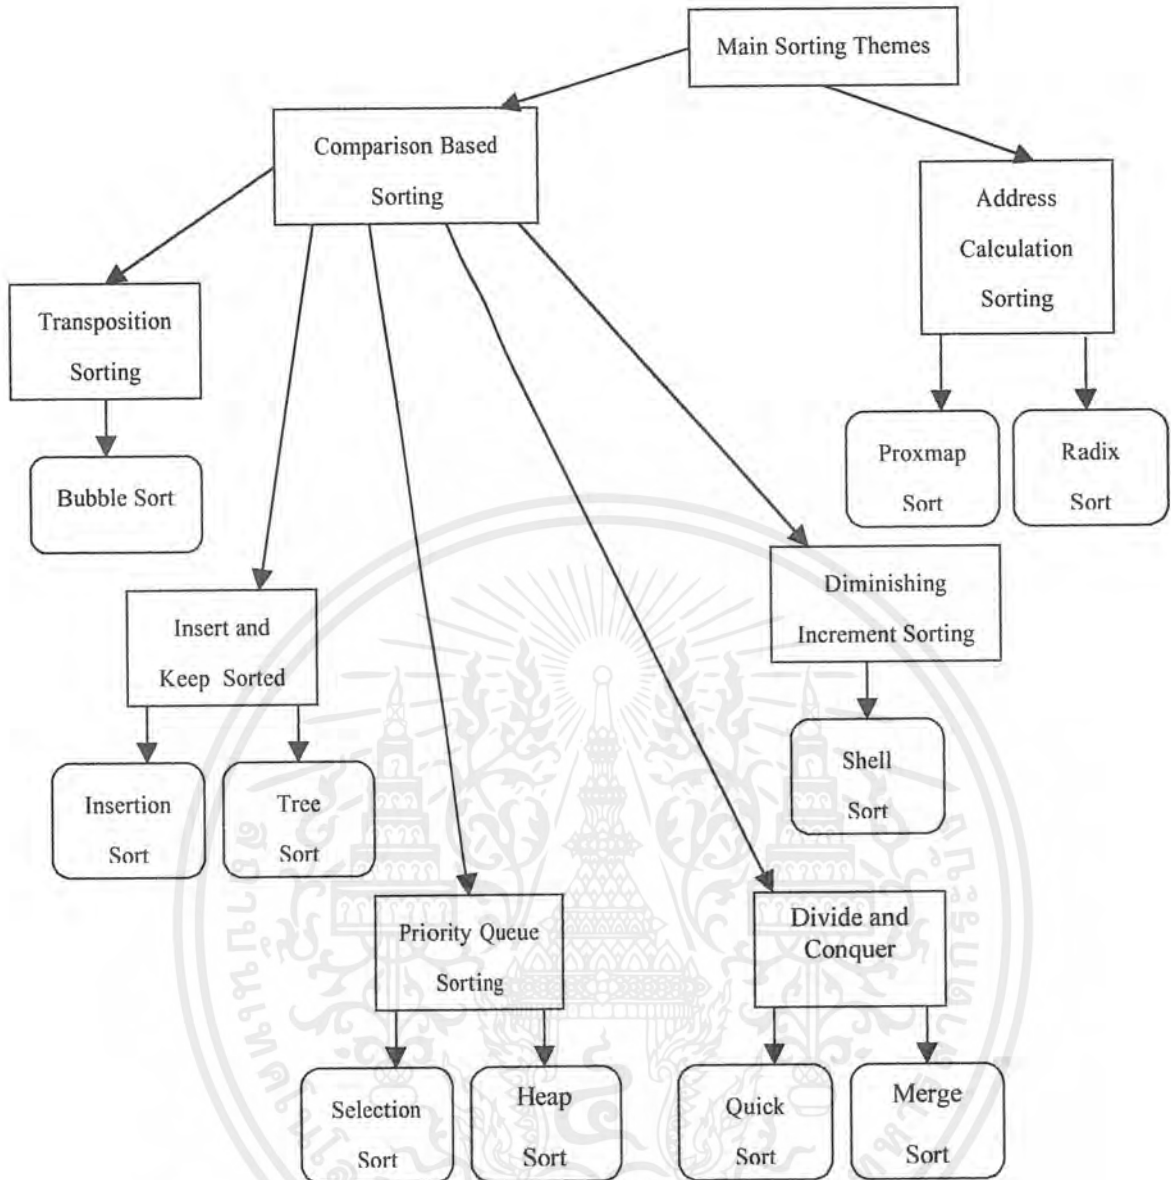 Main Sorting Themes
Comparison Based
Sorting
Address
Calculation
Sorting
Transposition
Sorting
Bubble Sort
Proxmap
Sort
Radix
Sort
Diminishing
Increment Sorting
Insert and
Keep Sorted
Shell
Sort
Insertion
Sort
Tree
Sort
Priority Queue
Sorting
Divide and
Conquer
Selection
Sort
Heap
Sort
Quick
Sort
Merge
Sort